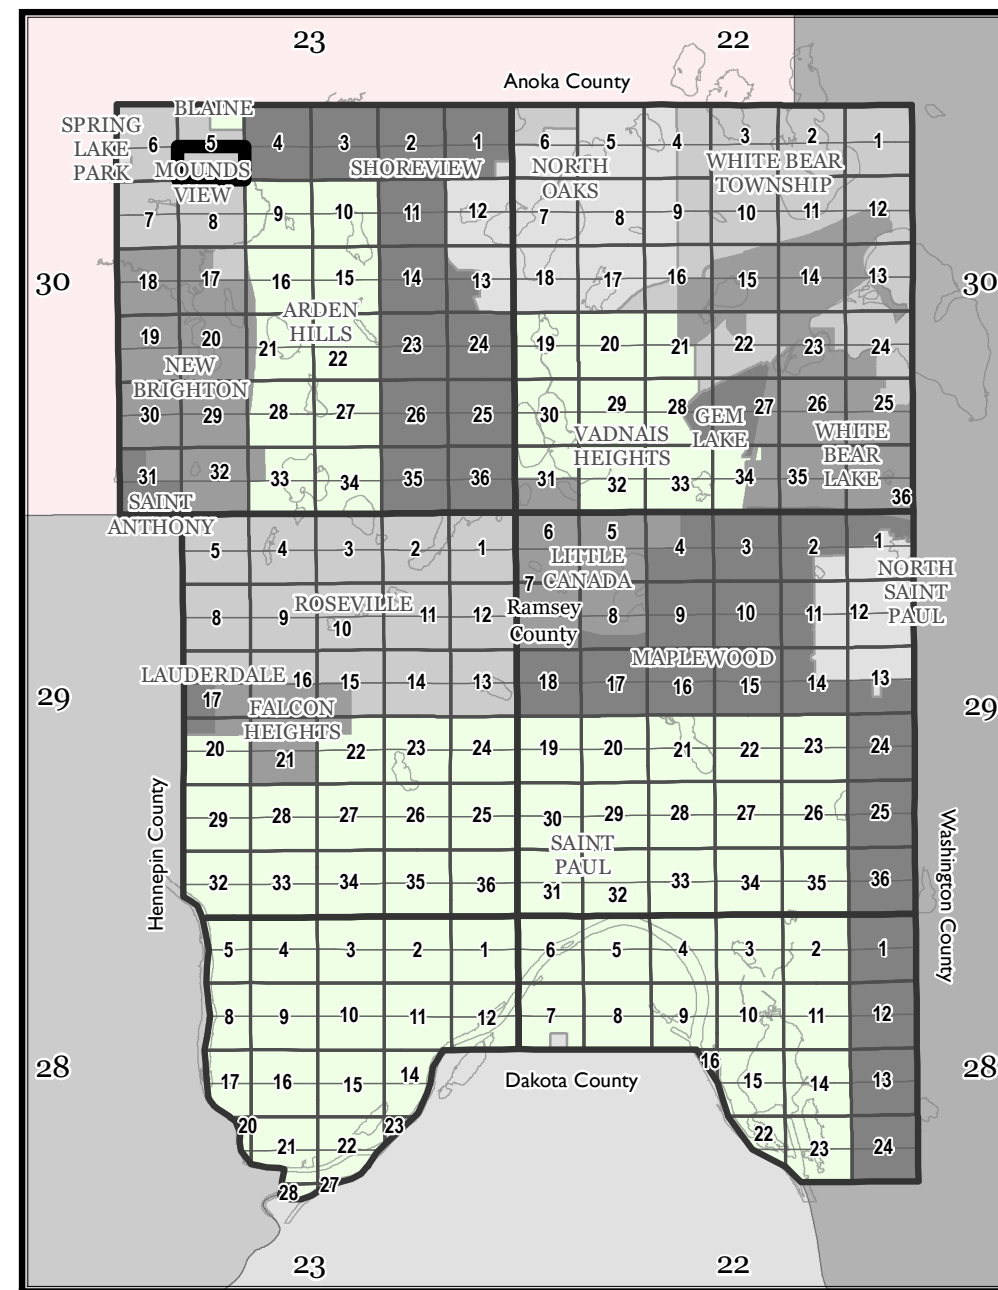 23 22
Anoka County
BLAINE
SPRING
LAKE
PARK
6 5 4 3 2 1 6 5 4 3 2 1
MOUNDS
VIEW
SHOREVIEW
NORTH
OAKS
WHITE BEAR
TOWNSHIP
7 8 9 10 11 12 7 8 9 10 11 12
30 18 17 16 15 14 13 18 17 16 15 14 13 30
ARDEN
HILLS
19 20 21 22 23 24 19 20 21 22 23 24
NEW
BRIGHTON
30 29 28 27 26 25 30 29 28 27 26 25
GEM
LAKE
VADNAIS
HEIGHTS
WHITE
BEAR
LAKE
31 32 33 34 35 36 31 32 33 34 35 36
SAINT
ANTHONY
5 4 3 2 1 6 5 4 3 2 1
LITTLE
CANADA
NORTH
SAINT
PAUL
8 9 10 11 12 7 8 9 10 11 12
ROSEVILLE
Ramsey
County
MAPLEWOOD
LAUDERDALE
29 17 16 15 14 13 18 17 16 15 14 13 29
FALCON
HEIGHTS
20 21 22 23 24 19 20 21 22 23 24
29 28 27 26 25 30 29 28 27 26 25
SAINT
PAUL
Hennepin County
Washington County
32 33 34 35 36 31 32 33 34 35 36
5 4 3 2 1 6 5 4 3 2 1
8 9 10 11 12 7 8 9 10 11 12
28 17 16 15 14 16 15 14 13 28
Dakota County
20 21 22 23 22 23 24
28 27
23 22